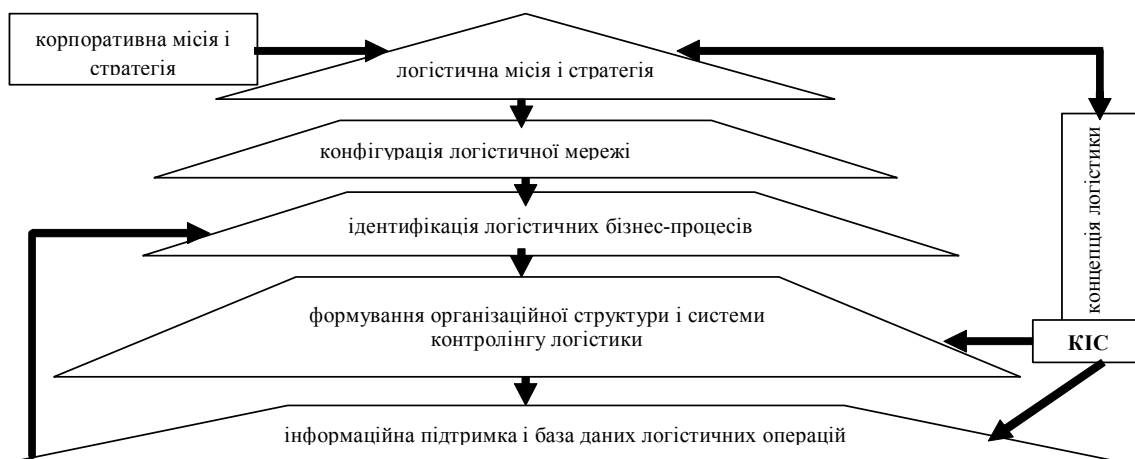 корпоративна місія і
стратегія
логістична місія і стратегія
конфігурація логістичної мережі
ідентифікація логістичних бізнес-процесів
концепція логістики
формування організаційної структури і системи
контролінгу логістики
КІС
інформаційна підтримка і база даних логістичних операцій